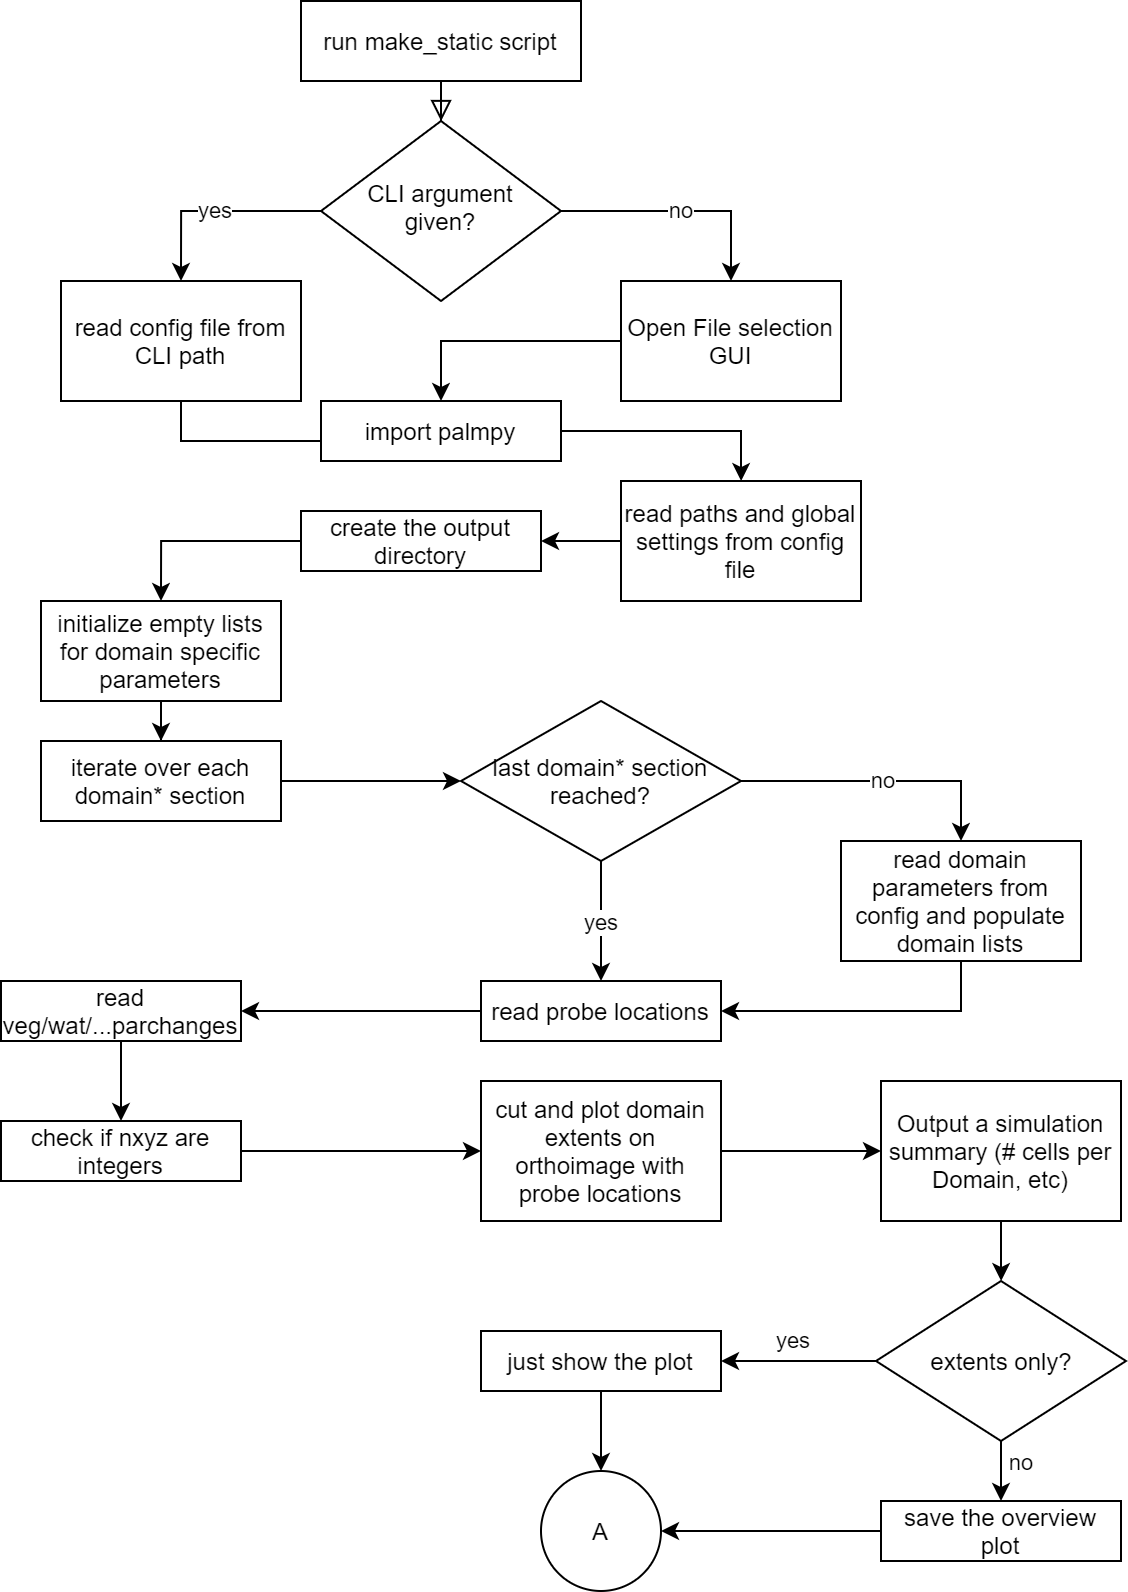 run make_static script
CLI argument
given?
yes
no
read config file from
CLI path
Open File selection
GUI
import palmpy
read paths and global
settings from config
file
create the output
directory
initialize empty lists
for domain specific
parameters
iterate over each
domain* section
last domain* section
reached?
no
yes
read domain
parameters from
config and populate
domain lists
read probe locations
read
veg/wat/...parchanges
check if nxyz are
integers
cut and plot domain
extents on
orthoimage with
probe locations
Output a simulation
summary (# cells per
Domain, etc)
extents only?
yes
no
just show the plot
save the overview
plot
A